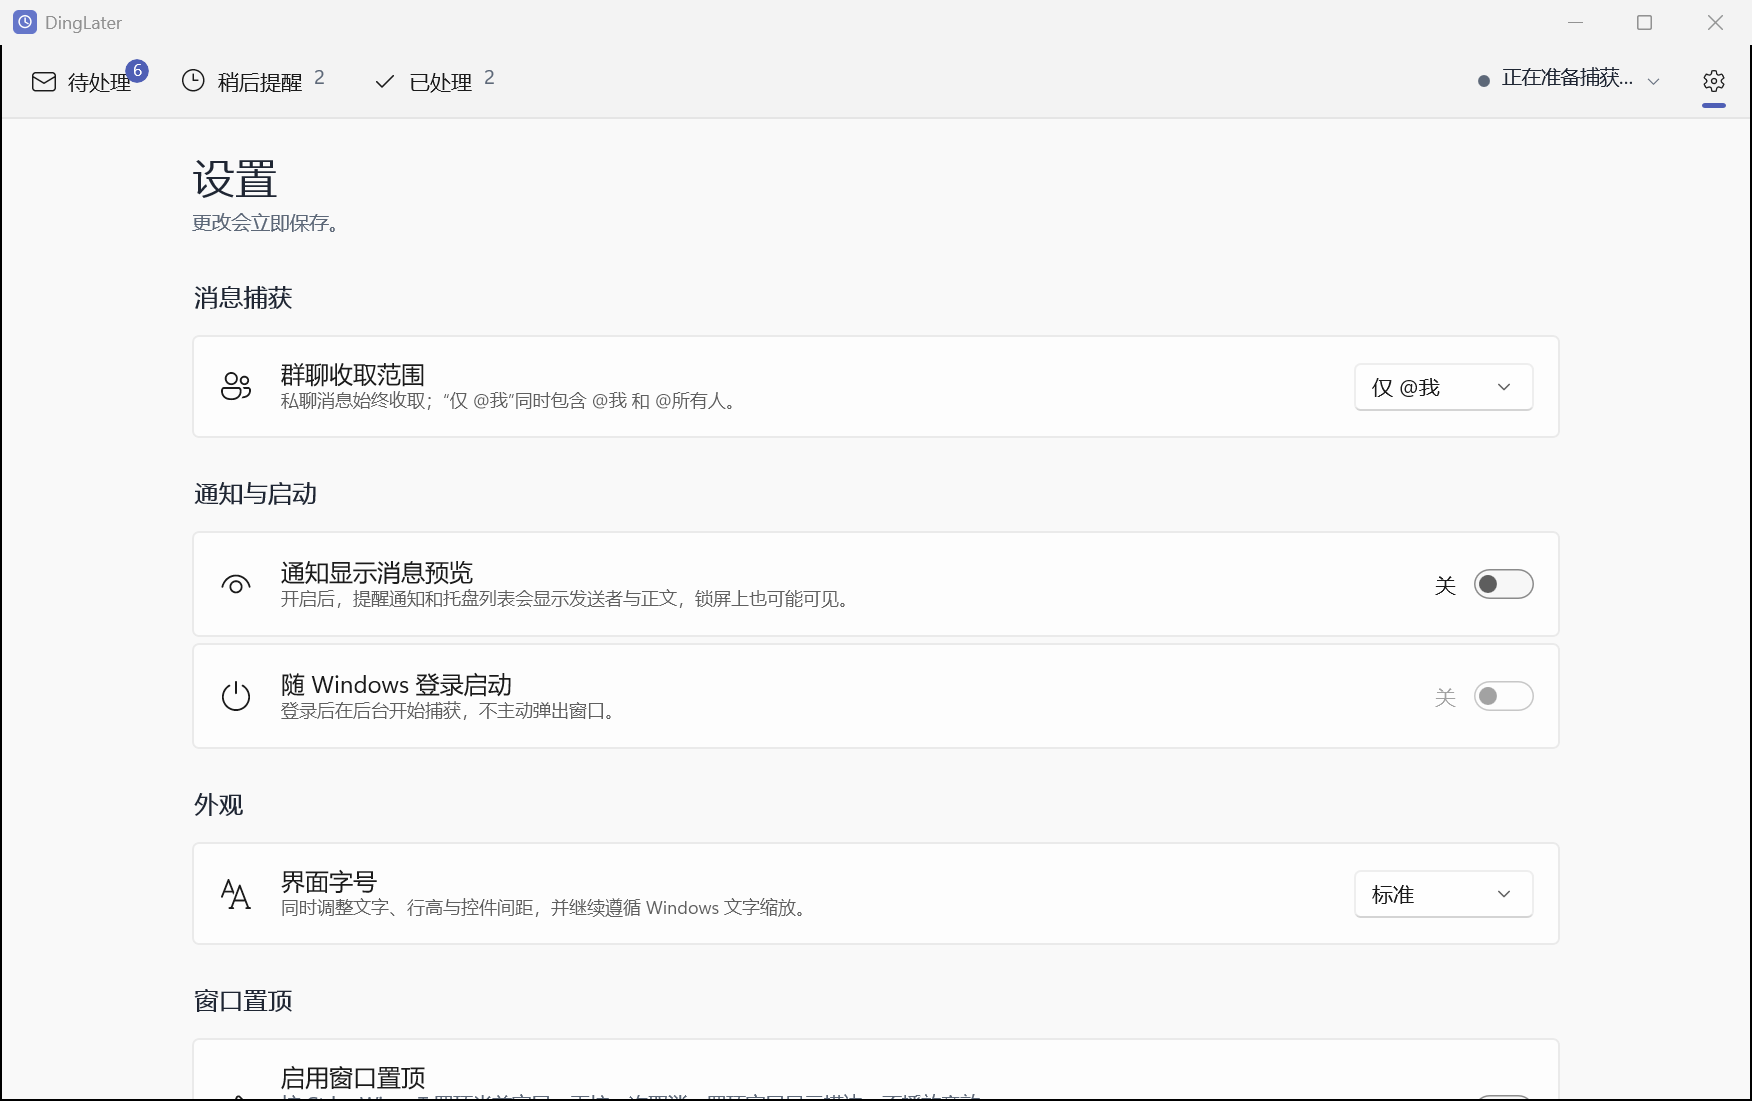 DingLater
待处理 6
稍后提醒 2
已处理 2
正在准备捕获...
设置
更改会立即保存。
消息捕获
群聊收取范围
私聊消息始终收取；“仅 @我”同时包含 @我 和 @所有人。
仅 @我
通知与启动
通知显示消息预览
开启后，提醒通知和托盘列表会显示发送者与正文，锁屏上也可能可见。
关
随 Windows 登录启动
登录后在后台开始捕获，不主动弹出窗口。
关
外观
界面字号
同时调整文字、行高与控件间距，并继续遵循 Windows 文字缩放。
标准
窗口置顶
启用窗口置顶